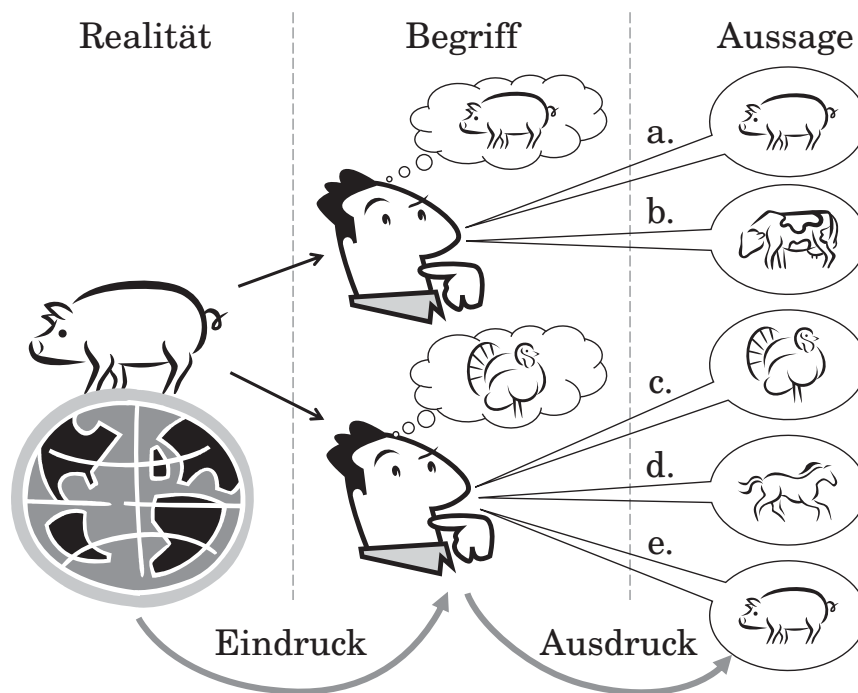 Realität
Begriff
Aussage
a.
b.
c.
d.
e.
Eindruck
Ausdruck